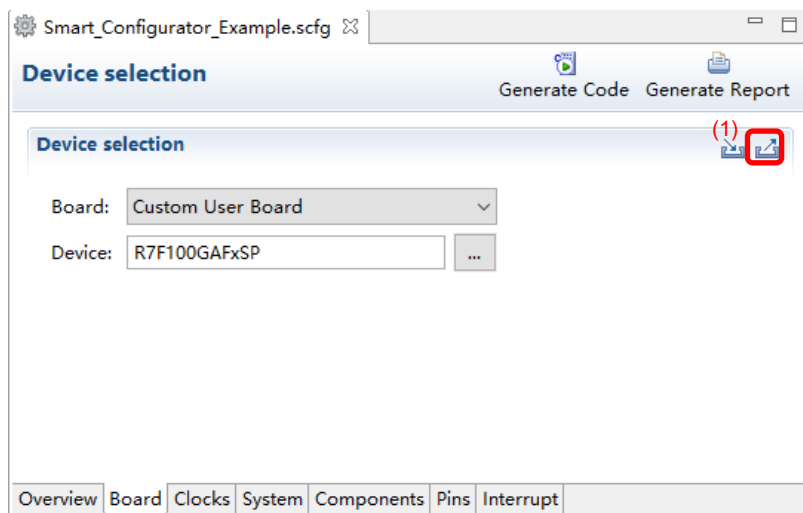 Smart_Configurator_Example.scfg
Device selection
Generate Code Generate Report
Device selection
(1)
Board: Custom User Board
Device: R7F100GAFxSP ...
Overview Board Clocks System Components Pins Interrupt